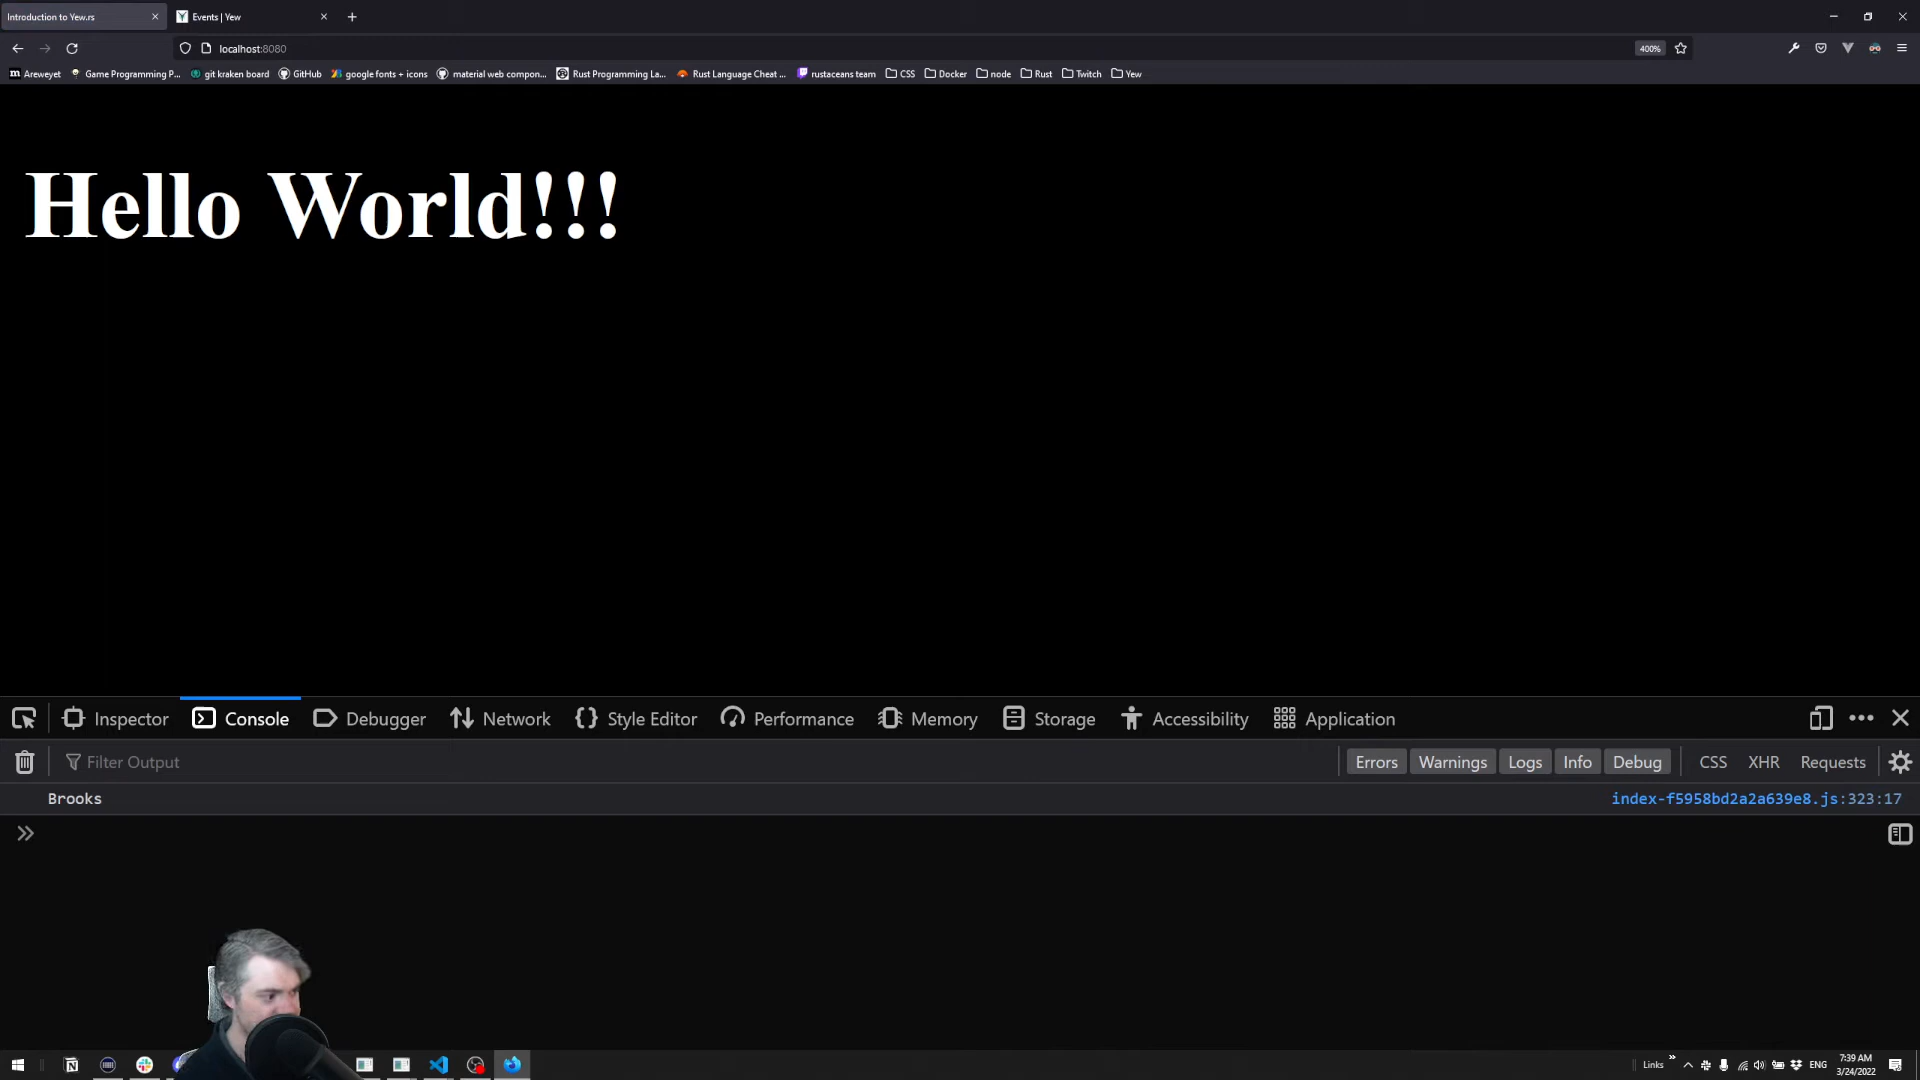 Introduction to Yew.rs
Events | Yew
localhost:8080
400%
Areweyet
Game Programming P...
git kraken board
GitHub
google fonts + icons
material web compon...
Rust Programming La...
Rust Language Cheat ...
rustaceans team
CSS
Docker
node
Rust
Twitch
Yew
Hello World!!!
Inspector
Console
Debugger
Network
Style Editor
Performance
Memory
Storage
Accessibility
Application
Filter Output
Errors
Warnings
Logs
Info
Debug
CSS
XHR
Requests
Brooks
index-f5958bd2a2a639e8.js:323:17
Links
ENG
7:39 AM
3/24/2022